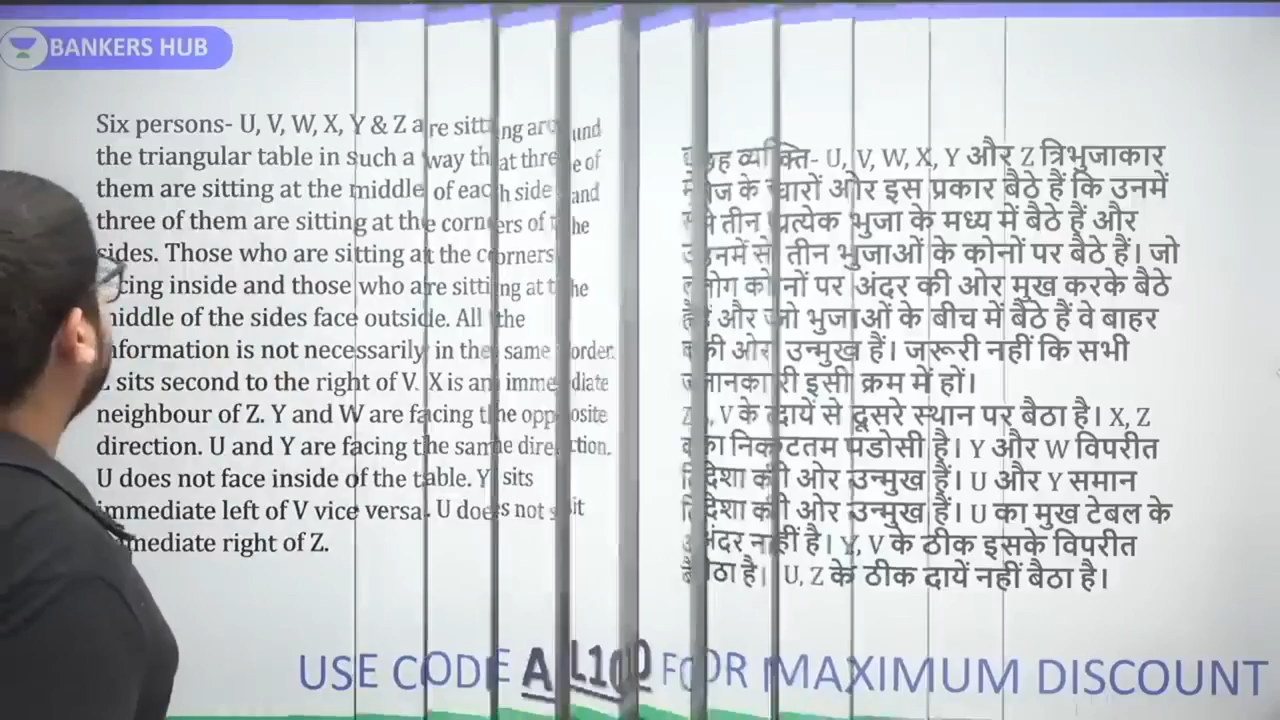 BANKERS HUB
Six persons- U, V, W, X, Y & Z are sitting around
the triangular table in such a way that three of
them are sitting at the middle of each side and
three of them are sitting at the corners of the
sides. Those who are sitting at the corners
inside and those who are sitting at the
of the sides face outside. All the
is not necessarily in the same order.
sits second to the right of V. X is an immediate
neighbour of Z. Y and W are facing the opposite
direction. U and Y are facing the same direction.
U does not face inside of the table. Y sits
immediate left of V vice versa. U does not sit
right of Z.
व्यक्ति- U, V, W, X, Y और Z त्रिभुजाकार
के चारों ओर इस प्रकार बैठे हैं कि उनमें
तीन प्रत्येक भुजा के मध्य में बैठे हैं और
उनमें से तीन भुजाओं के कोनों पर बैठे हैं। जो
लोग कोनों पर अंदर की ओर मुख करके बैठे
हैं और जो भुजाओं के बीच में बैठे हैं वे बाहर
की ओर उन्मुख हैं। जरूरी नहीं कि सभी
जानकारी इसी क्रम में हों।
Z, V के दायें से दूसरे स्थान पर बैठा है। X, Z
का निकटतम पडोसी है। Y और W विपरीत
दिशा की ओर उन्मुख हैं। U और Y समान
दिशा की ओर उन्मुख हैं। U का मुख टेबल के
अंदर नहीं है। Y, V के ठीक इसके विपरीत
बैठा है। U, Z के ठीक दायें नहीं बैठा है।
USE CODE FOR MAXIMUM DISCOUNT